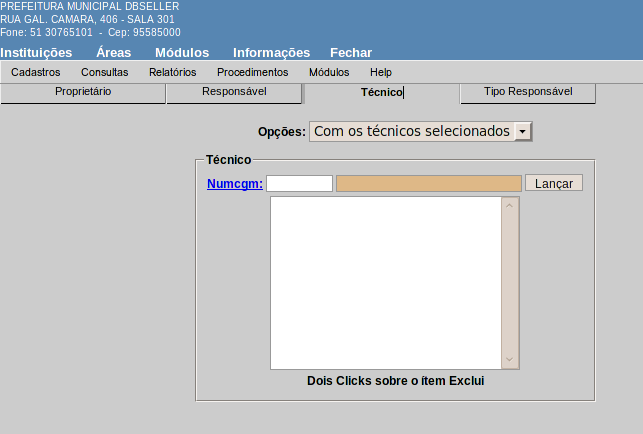 PREFEITURA MUNICIPAL DBSELLER
RUA GAL. CAMARA, 406 - SALA 301
Fone: 51 30765101 - Cep: 95585000
Instituições Áreas Módulos Informações Fechar
Cadastros Consultas Relatórios Procedimentos Módulos Help
Proprietário Responsável Técnico Tipo Responsável
Opções: Com os técnicos selecionados
Técnico
Numcgm: Lançar
Dois Clicks sobre o ítem Exclui